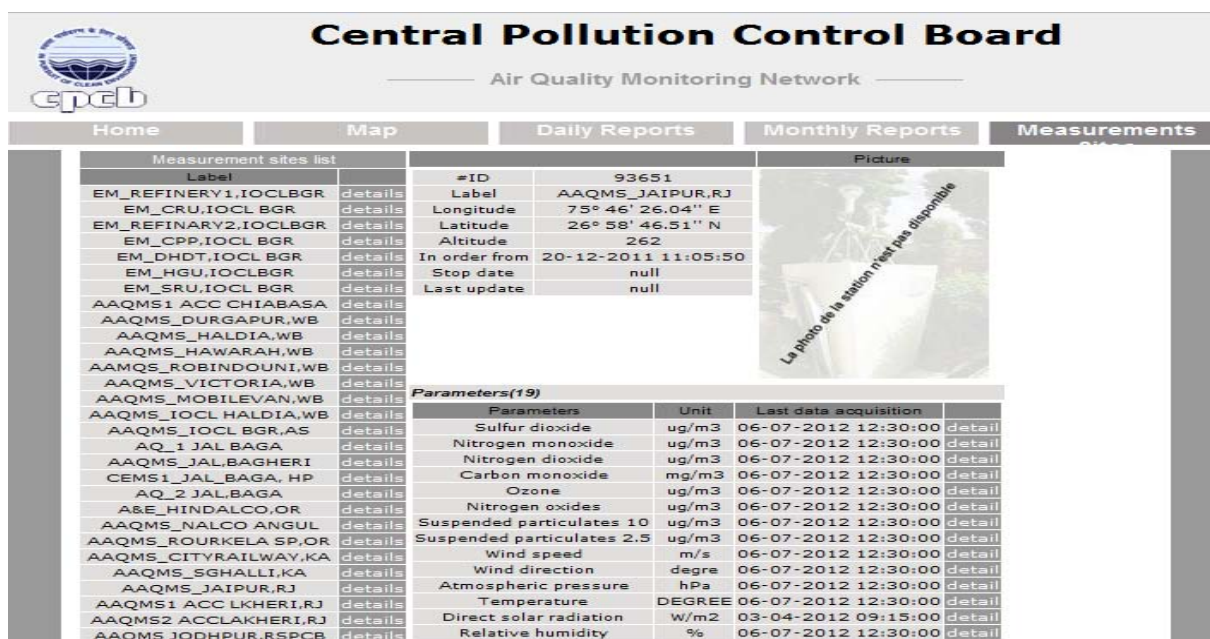 Central Pollution Control Board
Air Quality Monitoring Network
cpcb
Home Map Daily Reports Monthly Reports Measurements
Measurement sites list
Label
EM_REFINERY1,IOCLBGR details
EM_CRU,IOCL BGR details
EM_REFINARY2,IOCLBGR details
EM_CPP,IOCL BGR details
EM_DHDT,IOCL BGR details
EM_HGU,IOCLBGR details
EM_SRU,IOCL BGR details
AAQMS1 ACC CHIABASA details
AAQMS_DURGAPUR,WB details
AAQMS_HALDIA,WB details
AAQMS_HAWARAH,WB details
AAMQS_ROBINDOUNI,WB details
AAQMS_VICTORIA,WB details
AAQMS_MOBILEVAN,WB details
AAQMS_IOCL HALDIA,WB details
AAQMS_IOCL BGR,AS details
AQ_1 JAL BAGA details
AAQMS_JAL,BAGHERI details
CEMS1_JAL_BAGA, HP details
AQ_2 JAL,BAGA details
A&E_HINDALCO,OR details
AAQMS_NALCO ANGUL details
AAQMS_ROURKELA SP,OR details
AAQMS_CITYRAILWAY,KA details
AAQMS_SGHALLI,KA details
AAQMS_JAIPUR,RJ details
AAQMS1 ACC LKHERI,RJ details
AAQMS2 ACCLAKHERI,RJ details
AAQMS JODHPUR,RSPCB details
#ID 93651
Label AAQMS_JAIPUR,RJ
Longitude 75° 46' 26.04'' E
Latitude 26° 58' 46.51'' N
Altitude 262
In order from 20-12-2011 11:05:50
Stop date null
Last update null
Picture
La photo de la station n'est pas disponible
Parameters(19)
Parameters Unit Last data acquisition
Sulfur dioxide ug/m3 06-07-2012 12:30:00 detail
Nitrogen monoxide ug/m3 06-07-2012 12:30:00 detail
Nitrogen dioxide ug/m3 06-07-2012 12:30:00 detail
Carbon monoxide mg/m3 06-07-2012 12:30:00 detail
Ozone ug/m3 06-07-2012 12:30:00 detail
Nitrogen oxides ug/m3 06-07-2012 12:30:00 detail
Suspended particulates 10 ug/m3 06-07-2012 12:30:00 detail
Suspended particulates 2.5 ug/m3 06-07-2012 12:30:00 detail
Wind speed m/s 06-07-2012 12:30:00 detail
Wind direction degre 06-07-2012 12:30:00 detail
Atmospheric pressure hPa 06-07-2012 12:30:00 detail
Temperature DEGREE 06-07-2012 12:30:00 detail
Direct solar radiation W/m2 03-04-2012 09:15:00 detail
Relative humidity % 06-07-2012 12:30:00 detail